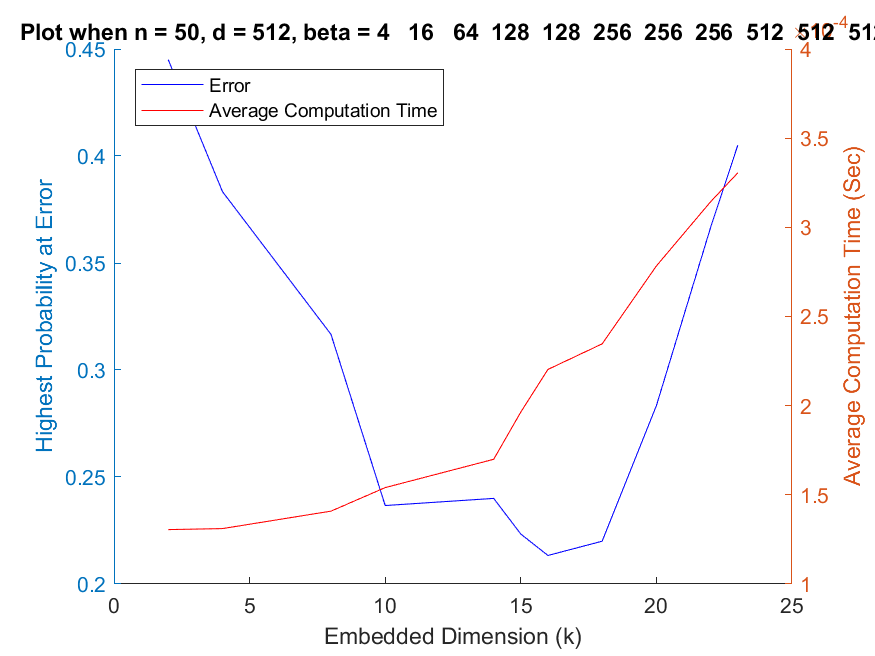 Plot when n = 50, d = 512, beta = 4 16 64 128 128 256 256 256 512 512 512
×10-4
0.45
0.4
0.35
0.3
0.25
0.2
Highest Probability at Error
Error
Average Computation Time
4
3.5
3
2.5
2
1.5
1
Average Computation Time (Sec)
0 5 10 15 20 25
Embedded Dimension (k)